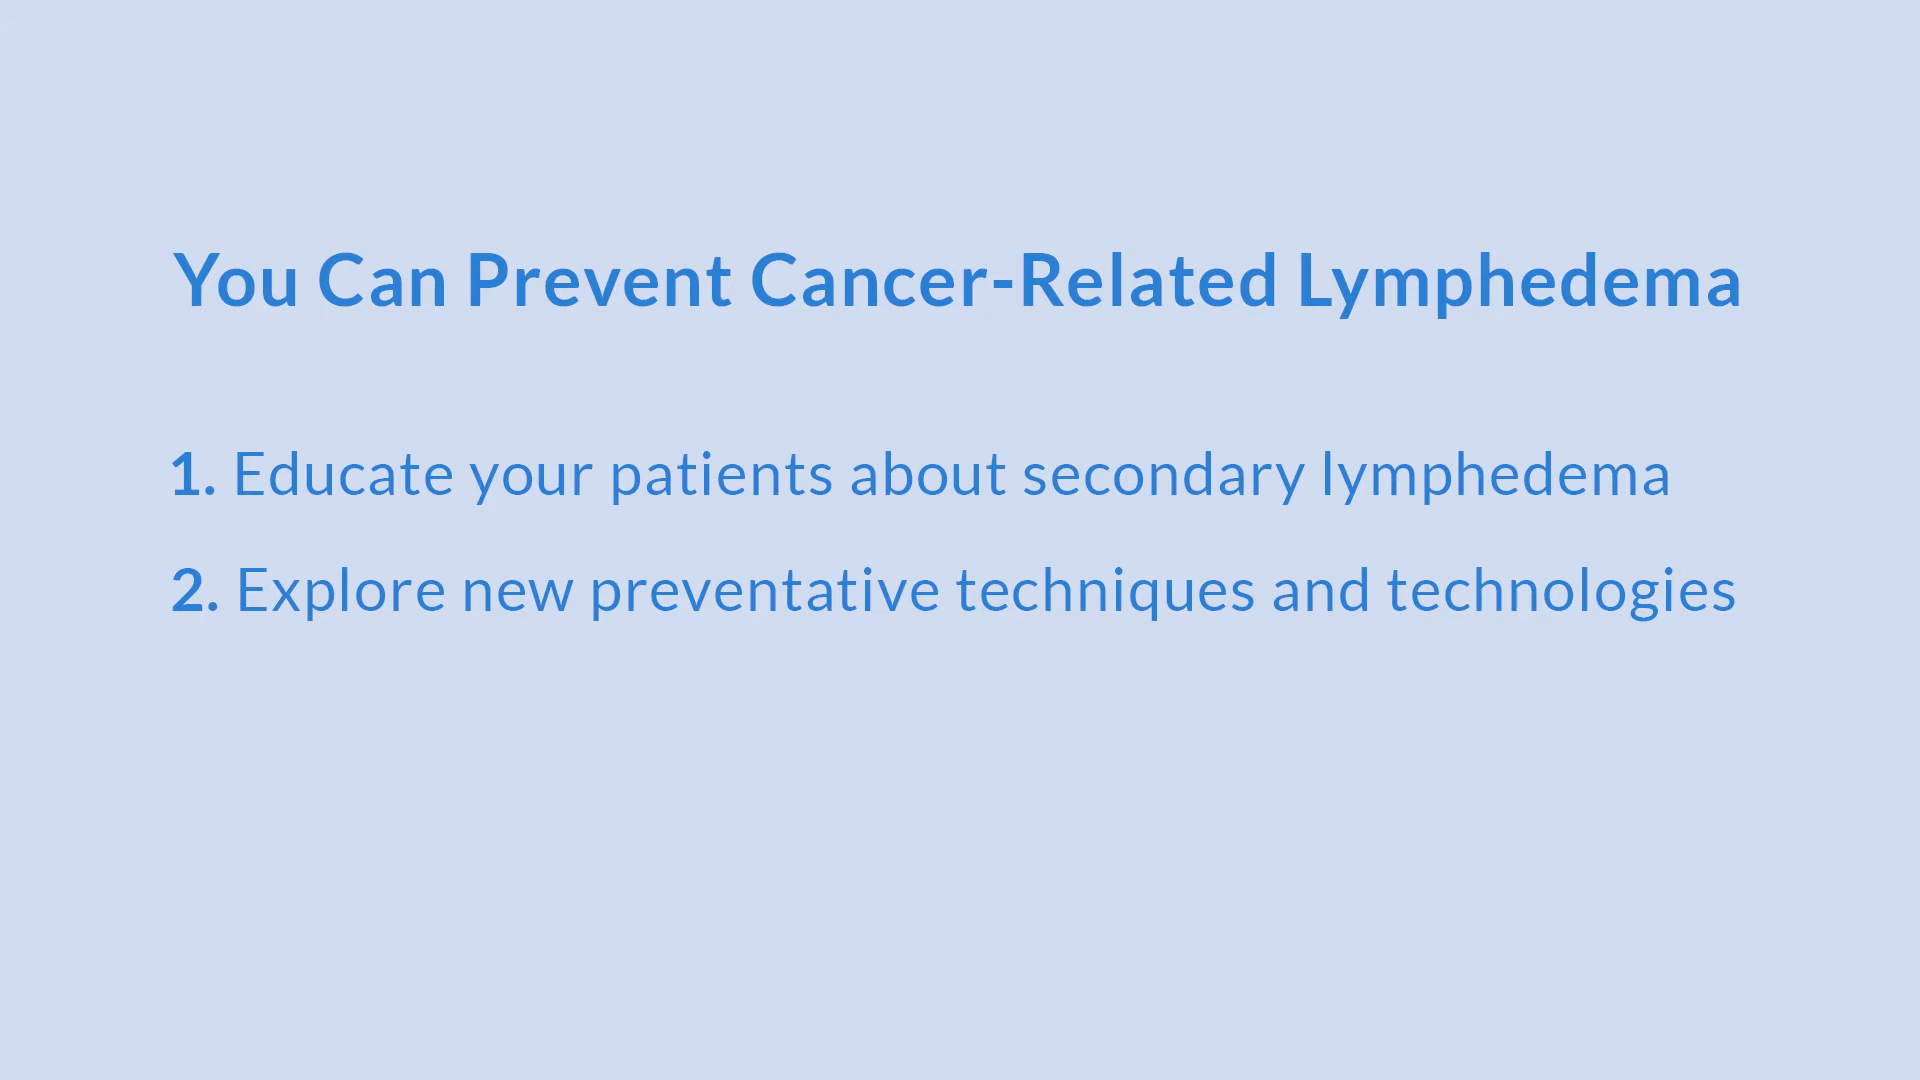 You Can Prevent Cancer-Related Lymphedema
1. Educate your patients about secondary lymphedema
2. Explore new preventative techniques and technologies